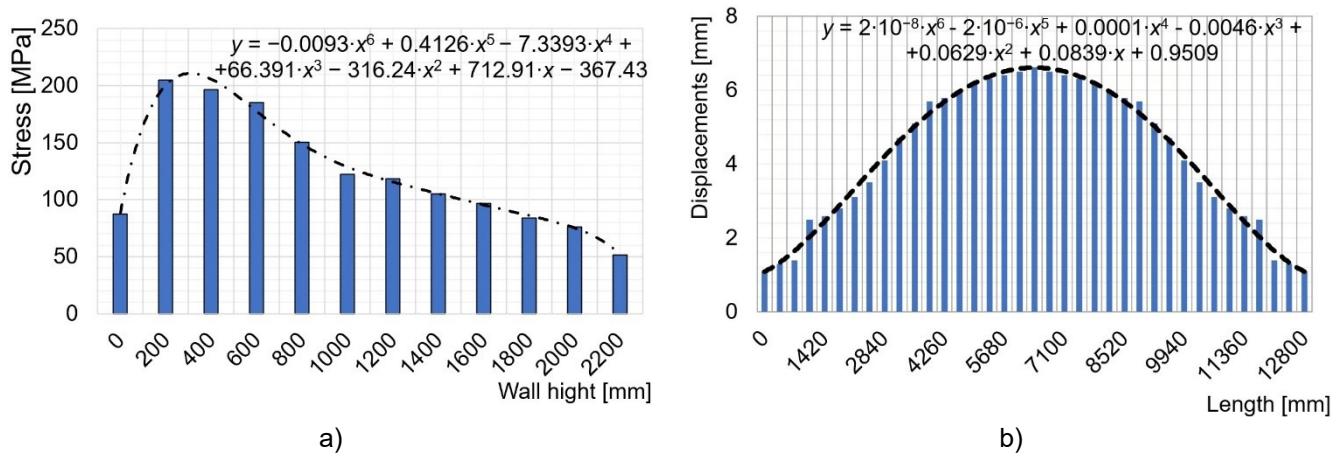 250
200
150
100
50
0
Stress [MPa]
y = −0.0093·x⁶ + 0.4126·x⁵ − 7.3393·x⁴ +
+66.391·x³ − 316.24·x² + 712.91·x − 367.43
0 200 400 600 800 1000 1200 1400 1600 1800 2000 2200
Wall hight [mm]
a)
8
6
4
2
0
Displacements [mm]
y = 2·10⁻⁸·x⁶ - 2·10⁻⁶·x⁵ + 0.0001·x⁴ - 0.0046·x³ +
+0.0629·x² + 0.0839·x + 0.9509
0 1420 2840 4260 5680 7100 8520 9940 11360 12800
Length [mm]
b)